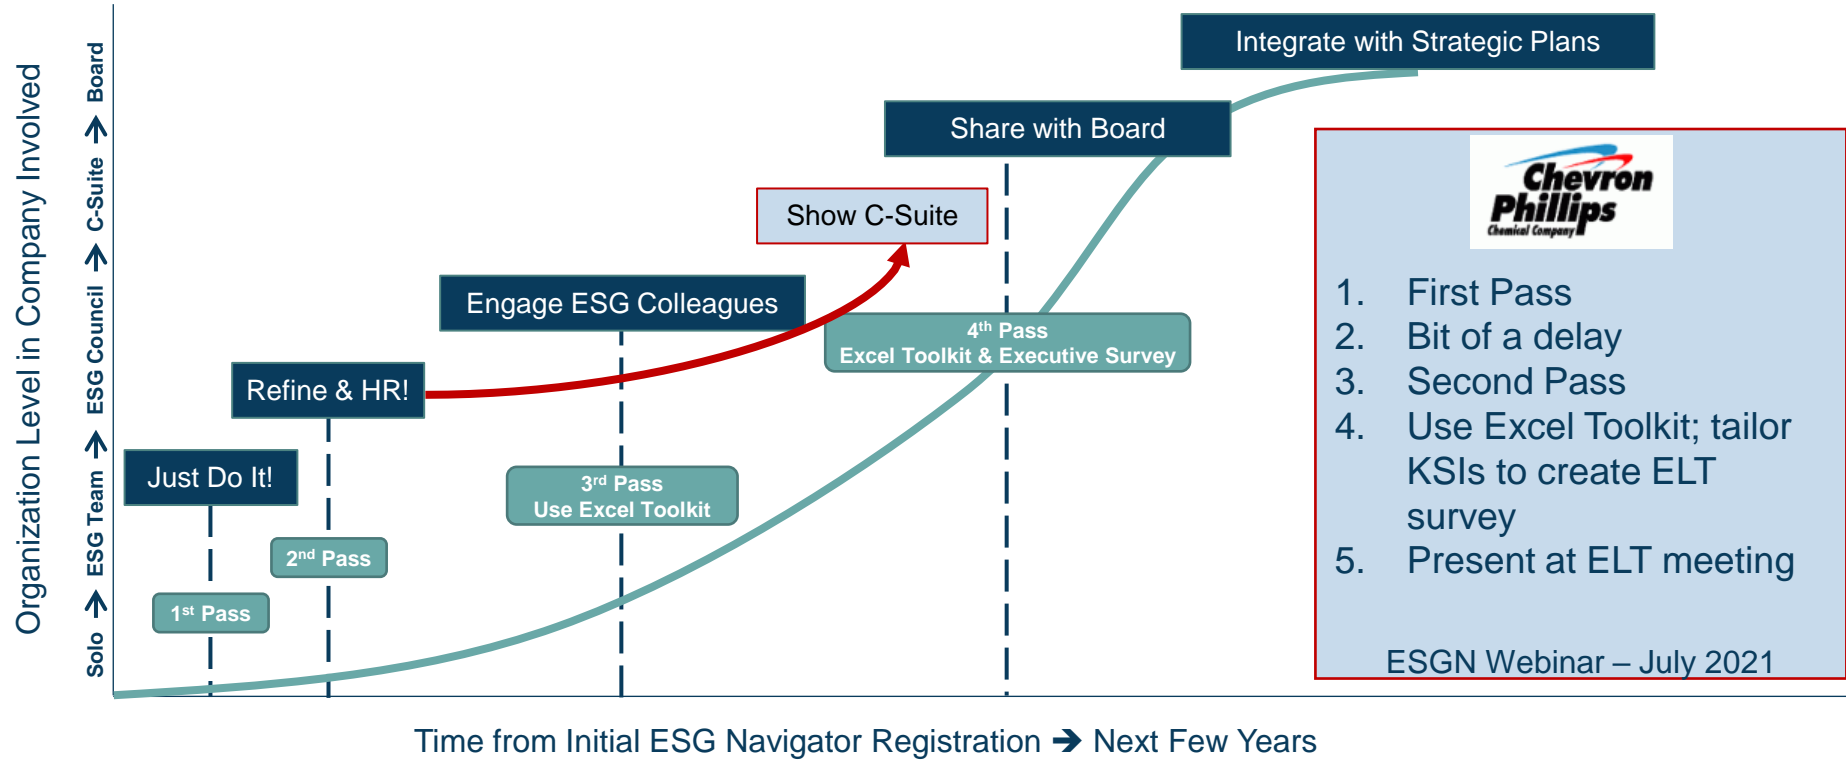 Organization Level in Company Involved
Solo → ESG Team → ESG Council → C-Suite → Board
Integrate with Strategic Plans
Share with Board
Show C-Suite
Engage ESG Colleagues
Refine & HR!
Just Do It!
4th Pass
Excel Toolkit & Executive Survey
3rd Pass
Use Excel Toolkit
2nd Pass
1st Pass
Chevron
Phillips
Chemical Company
1. First Pass
2. Bit of a delay
3. Second Pass
4. Use Excel Toolkit; tailor
KSIs to create ELT
survey
5. Present at ELT meeting
ESGN Webinar – July 2021
Time from Initial ESG Navigator Registration → Next Few Years